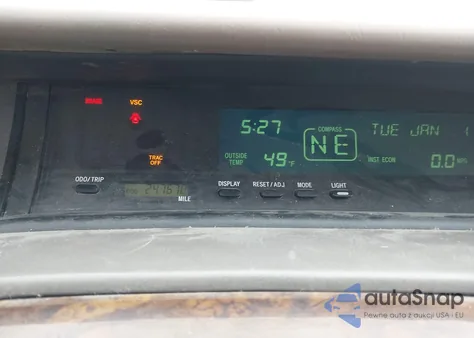 BRAKE VSC
TRAC
OFF
ODO/TRIP
MILE
5:27
COMPASS
NE
TUE JAN
OUTSIDE
TEMP 49°F
INST ECON 0.0 MPG
DISPLAY RESET/ADJ MODE LIGHT
autoSnap
Pewne auta z aukcji USA i EU